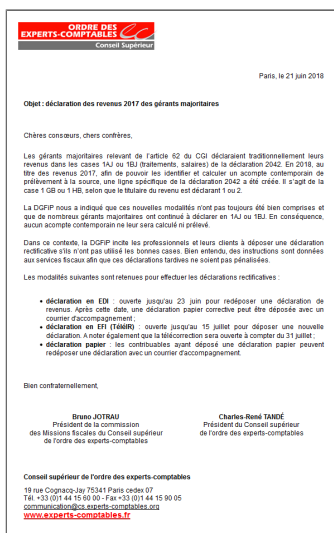 ORDRE DES
EXPERTS-COMPTABLES
Conseil Supérieur
Paris, le 21 juin 2018
Objet : déclaration des revenus 2017 des gérants majoritaires
Chères consœurs, chers confrères,
Les gérants majoritaires relevant de l'article 62 du CGI déclaraient traditionnellement leurs
revenus dans les cases 1AJ ou 1BJ (traitements, salaires) de la déclaration 2042. En 2018, au
titre des revenus 2017, afin de pouvoir les identifier et calculer un acompte contemporain de
prélèvement à la source, une ligne spécifique de la déclaration 2042 a été créée. Il s'agit de la
case 1 GB ou 1 HB, selon que le titulaire du revenu est déclarant 1 ou 2.
La DGFiP nous a indiqué que ces nouvelles modalités n'ont pas toujours été bien comprises et
que de nombreux gérants majoritaires ont continué à déclarer en 1AJ ou 1BJ. En conséquence,
aucun acompte contemporain ne leur sera calculé ni prélevé.
Dans ce contexte, la DGFiP incite les professionnels et leurs clients à déposer une déclaration
rectificative s'ils n'ont pas utilisé les bonnes cases. Bien entendu, des instructions sont données
aux services fiscaux afin que ces déclarations tardives ne soient pas pénalisées.
Les modalités suivantes sont retenues pour effectuer les déclarations rectificatives :
• déclaration en EDI : ouverte jusqu'au 23 juin pour redéposer une déclaration de
revenus. Après cette date, une déclaration papier corrective peut être déposée avec un
courrier d'accompagnement ;
• déclaration en EFI (TéléIR) : ouverte jusqu'au 15 juillet pour déposer une nouvelle
déclaration. A noter également que la télécorrection sera ouverte à compter du 31 juillet ;
• déclaration papier : les contribuables ayant déposé une déclaration papier peuvent
redéposer une déclaration avec un courrier d'accompagnement.
Bien confraternellement,
Bruno JOTRAU
Président de la commission
des Missions fiscales du Conseil supérieur
de l'ordre des experts-comptables
Charles-René TANDÉ
Président du Conseil supérieur
de l'ordre des experts-comptables
Conseil supérieur de l'ordre des experts-comptables
19 rue Cognacq-Jay 75341 Paris cedex 07
Tél. +33 (0)1 44 15 60 00 - Fax +33 (0)1 44 15 90 05
communication@cs.experts-comptables.org
www.experts-comptables.fr